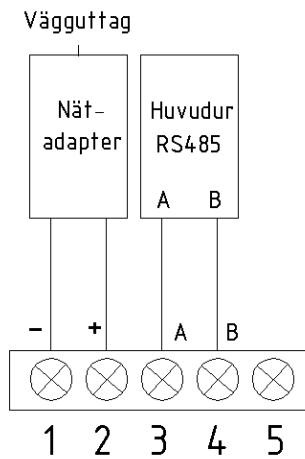 Vägguttag
Nät-
adapter
Huvudur
RS485
A B
- +
A B
1 2 3 4 5